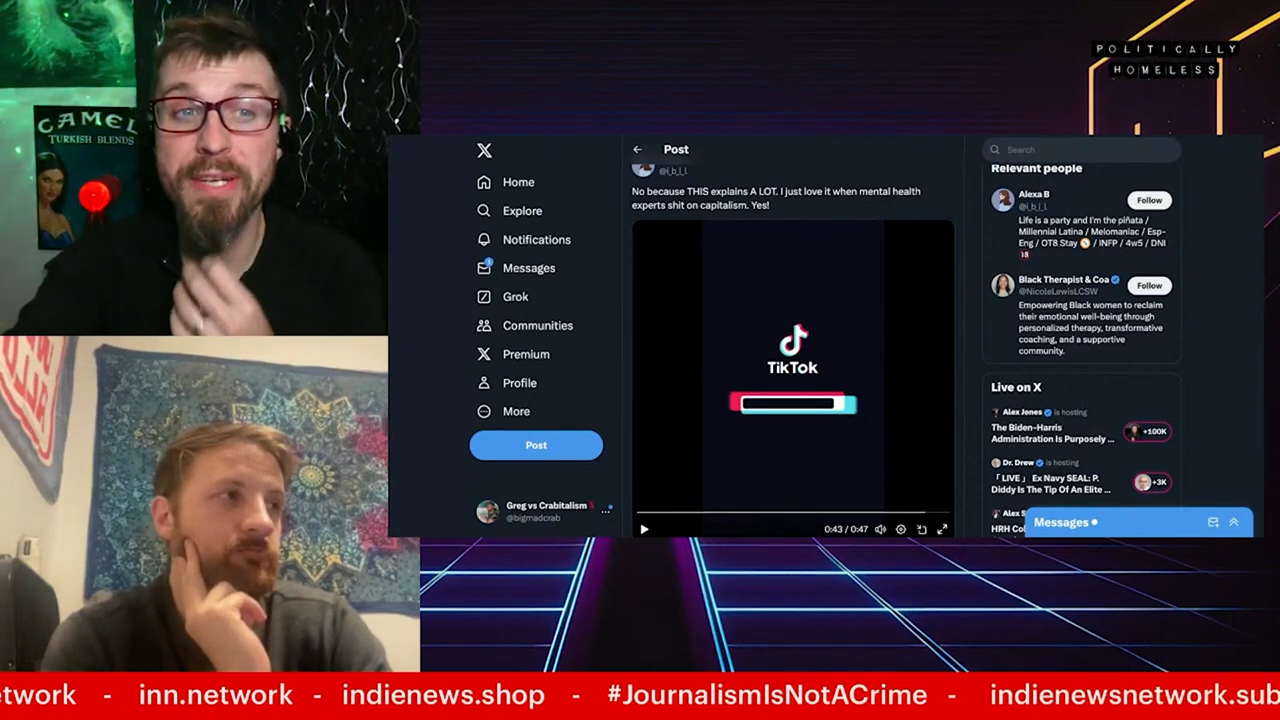 CAMEL
TURKISH BLENDS
POLITICALLY
HOMELESS
Home
Explore
Notifications
Messages
Grok
Communities
Premium
Profile
More
Post
Greg vs Crabitalism
@bigmadcrab
Post
@i_b_l_l
No because THIS explains A LOT. I just love it when mental health
experts shit on capitalism. Yes!
TikTok
0:43 / 0:47
Search
Relevant people
Alexa B
@i_b_l_l
Follow
Life is a party and I'm the piñata /
Millennial Latina / Melomaniac / Esp-
Eng / OT8 Stay / INFP / 4w5 / DNI
Black Therapist & Coa
@NicoleLewisLCSW
Follow
Empowering Black women to reclaim
their emotional well-being through
personalized therapy, transformative
coaching, and a supportive
community.
Live on X
Alex Jones is hosting
The Biden-Harris
Administration Is Purposely ...
+100K
Dr. Drew is hosting
「 LIVE 」 Ex Navy SEAL: P.
Diddy Is The Tip Of An Elite ...
+3K
Alex S
HRH Col
Messages
etwork - inn.network - indienews.shop - #JournalismIsNotACrime - indienewsnetwork.sub